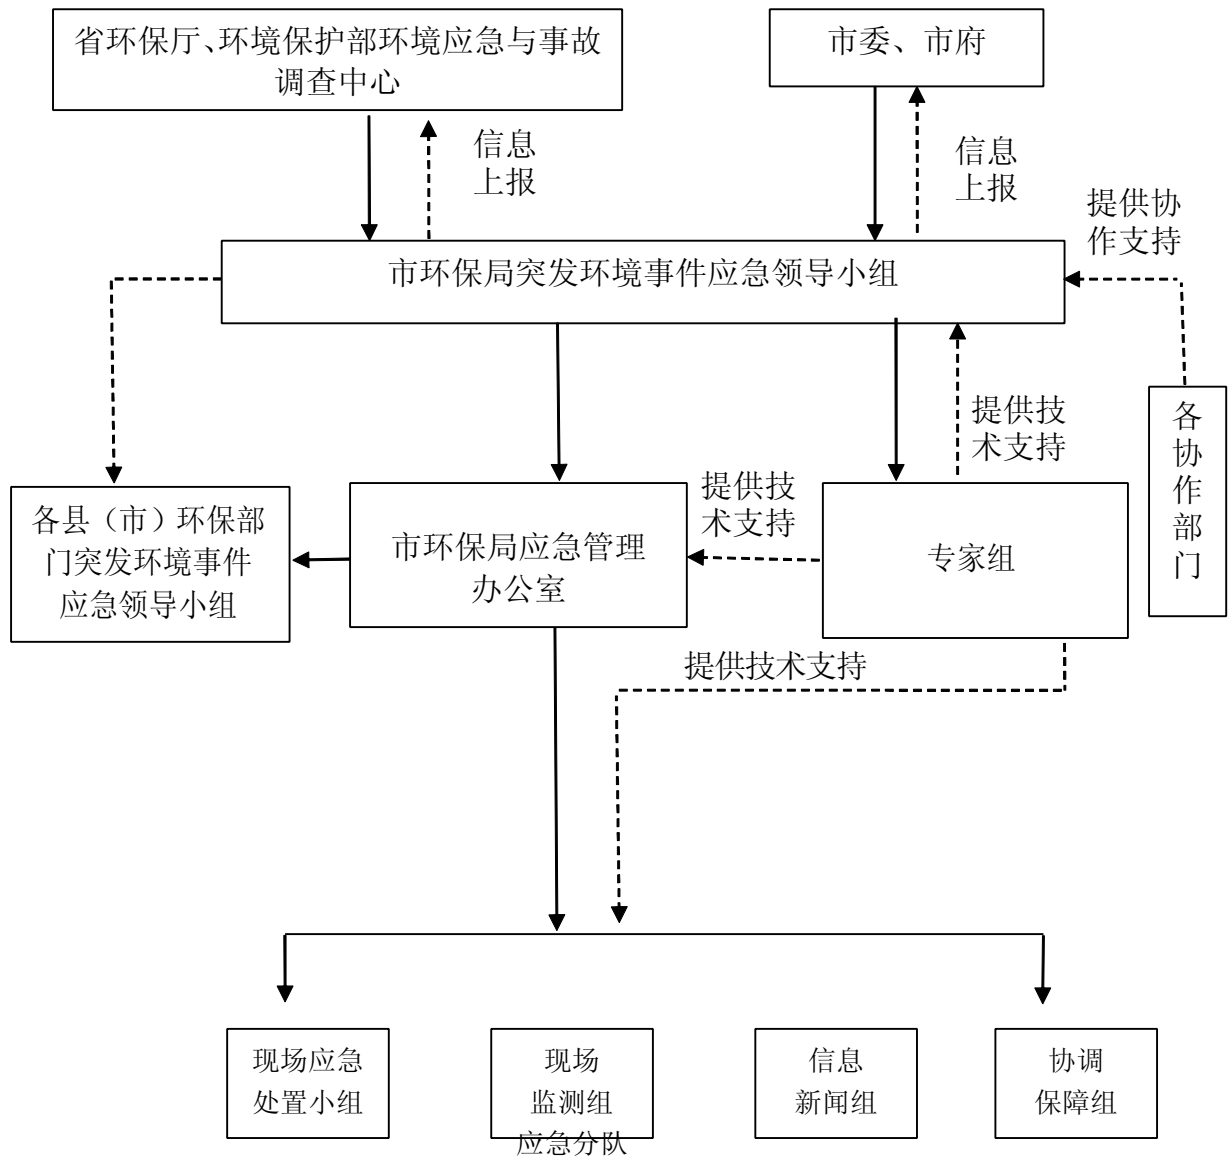 省环保厅、环境保护部环境应急与事故
调查中心
市委、市府
信息
上报
信息
上报
提供协
作支持
市环保局突发环境事件应急领导小组
提供技
术支持
各
协
作
部
门
提供技
术支持
各县（市）环保部
门突发环境事件
应急领导小组
市环保局应急管理
办公室
专家组
提供技术支持
现场应急
处置小组
现场
监测组
应急分队
信息
新闻组
协调
保障组